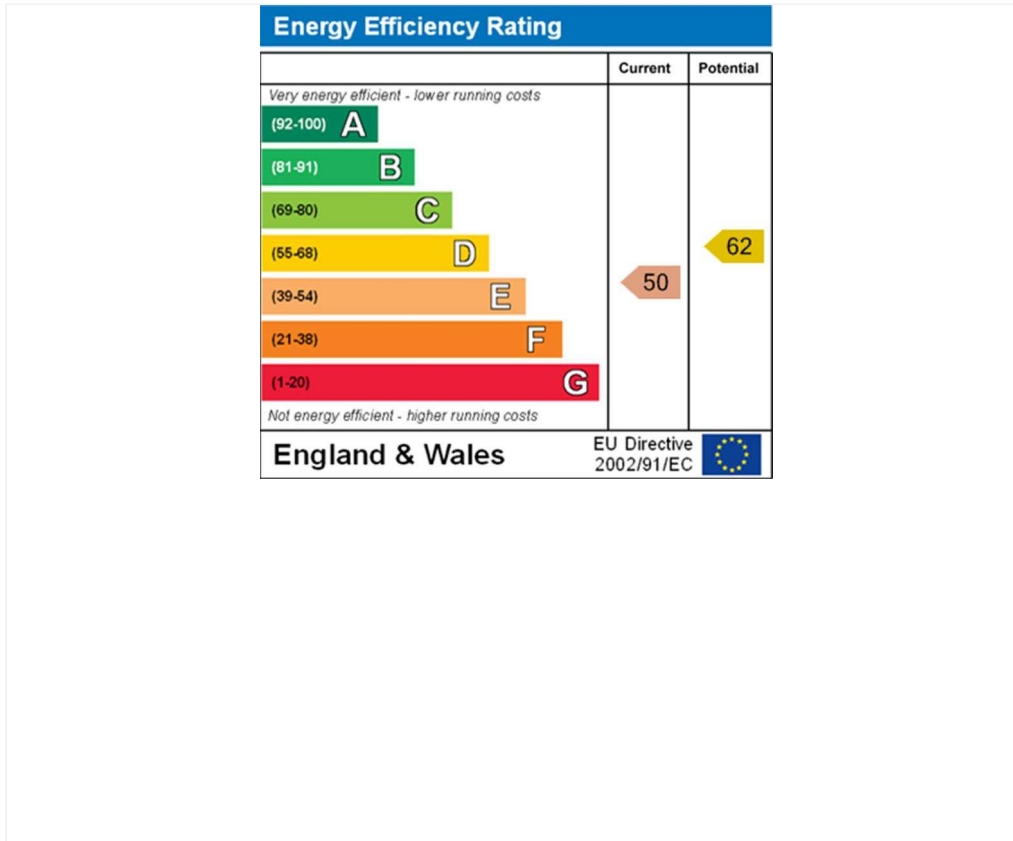 Energy Efficiency Rating
Current Potential
Very energy efficient - lower running costs
(92-100) A
(81-91) B
(69-80) C
(55-68) D
62
(39-54) E
50
(21-38) F
(1-20) G
Not energy efficient - higher running costs
England & Wales
EU Directive
2002/91/EC